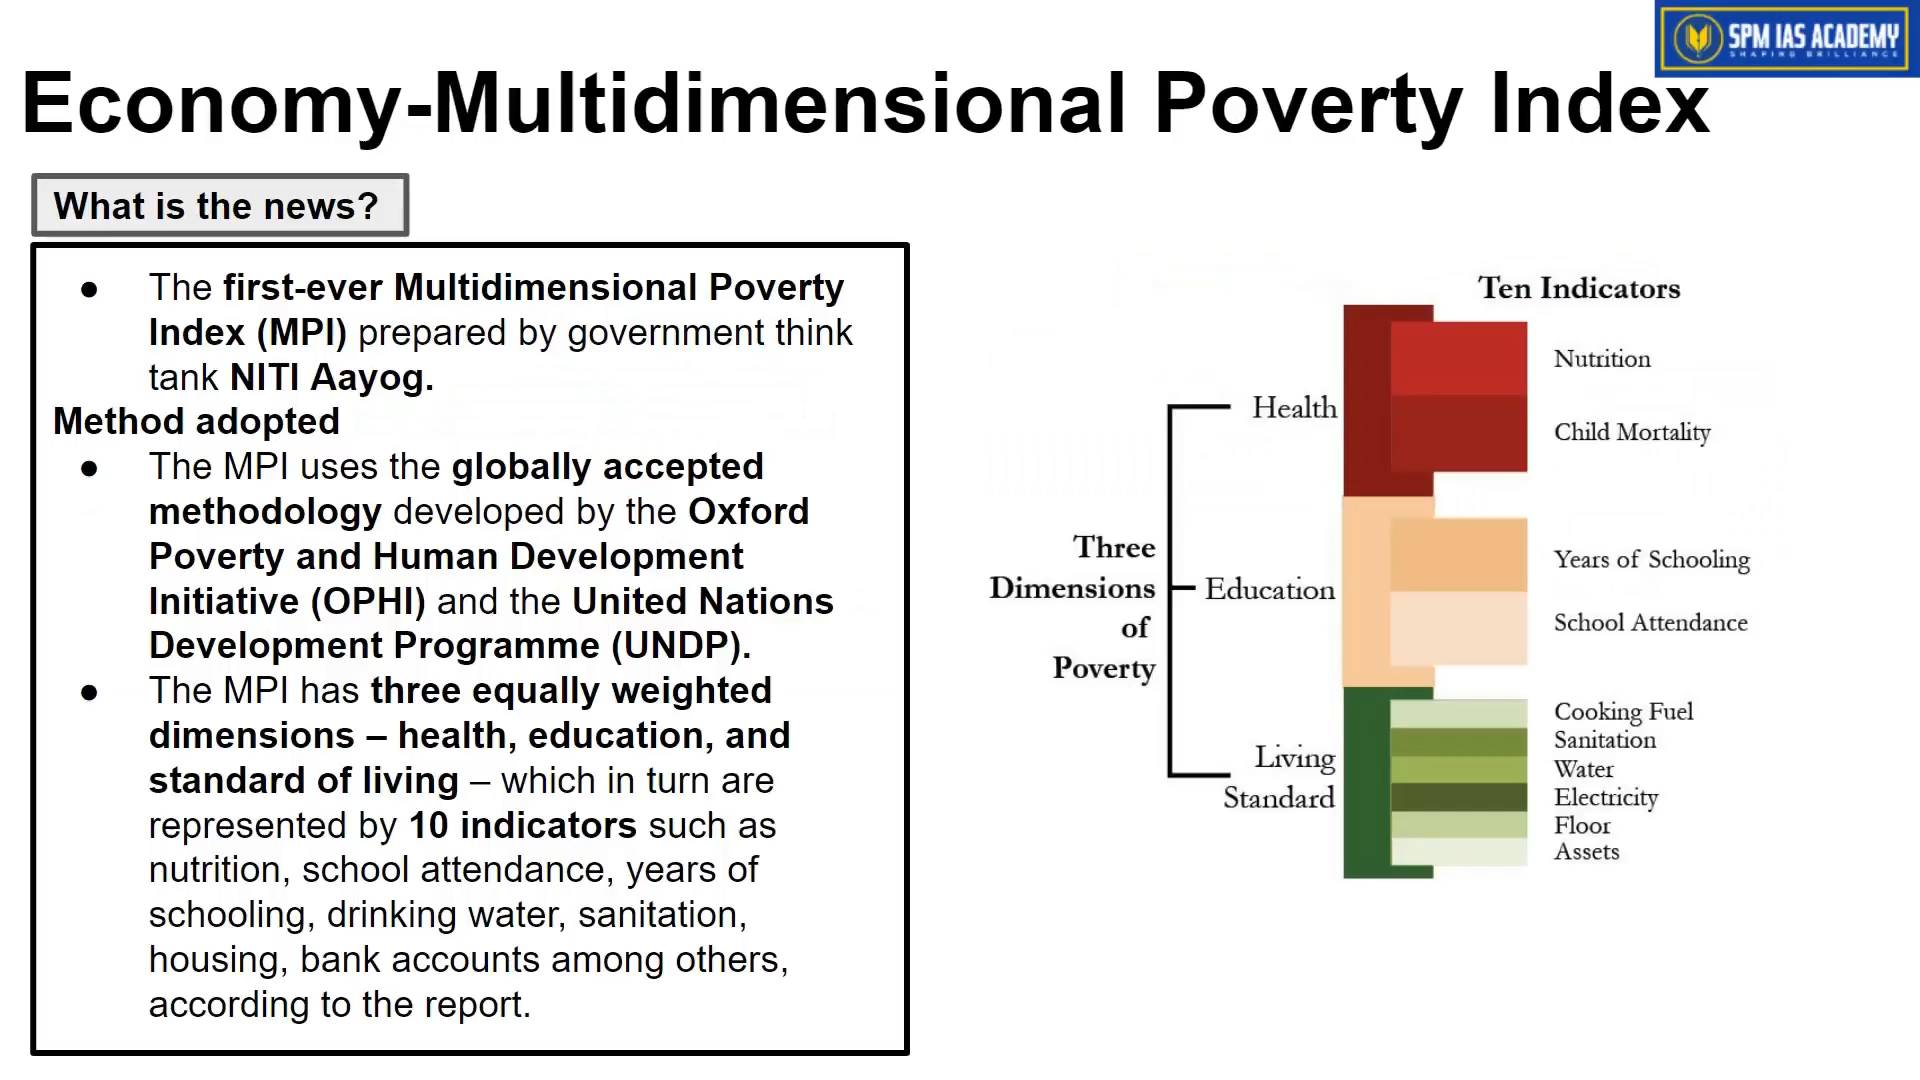 SPM IAS ACADEMY
SHAPING BRILLIANCE
Economy-Multidimensional Poverty Index
What is the news?
● The first-ever Multidimensional Poverty
Index (MPI) prepared by government think
tank NITI Aayog.
Method adopted
● The MPI uses the globally accepted
methodology developed by the Oxford
Poverty and Human Development
Initiative (OPHI) and the United Nations
Development Programme (UNDP).
● The MPI has three equally weighted
dimensions – health, education, and
standard of living – which in turn are
represented by 10 indicators such as
nutrition, school attendance, years of
schooling, drinking water, sanitation,
housing, bank accounts among others,
according to the report.
Three
Dimensions
of
Poverty
Health
Education
Living
Standard
Ten Indicators
Nutrition
Child Mortality
Years of Schooling
School Attendance
Cooking Fuel
Sanitation
Water
Electricity
Floor
Assets